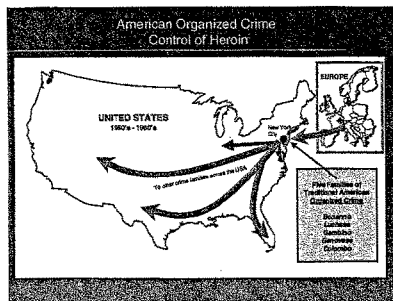 American Organized Crime
Control of Heroin
EUROPE
UNITED STATES
1950's - 1960's
New York
City
To other crime families across the USA
Five Families of
Traditional American
Organized Crime
Bonanno
Luchese
Gambino
Genovese
Colombo